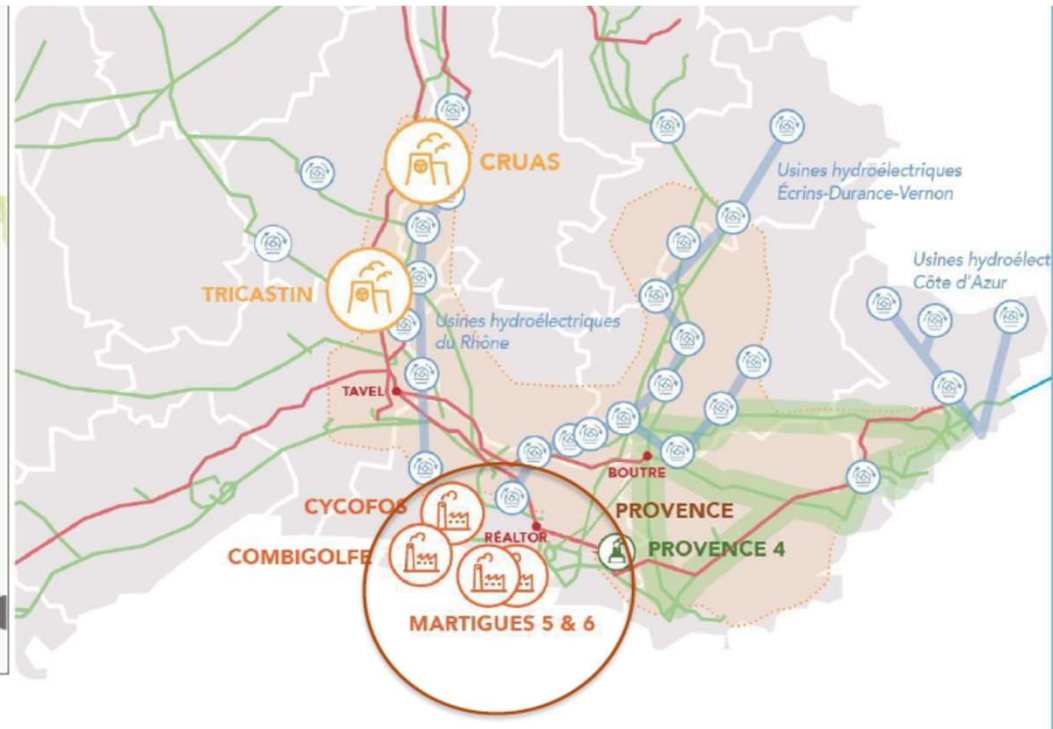 CRUAS
Usines hydroélectriques
Écrins-Durance-Vernon
Usines hydroélect
Côte d'Azur
TRICASTIN
Usines hydroélectriques
du Rhône
TAVEL
BOUTRE
CYCOFOS
PROVENCE
RÉALTOR
PROVENCE 4
COMBIGOLFE
MARTIGUES 5 & 6